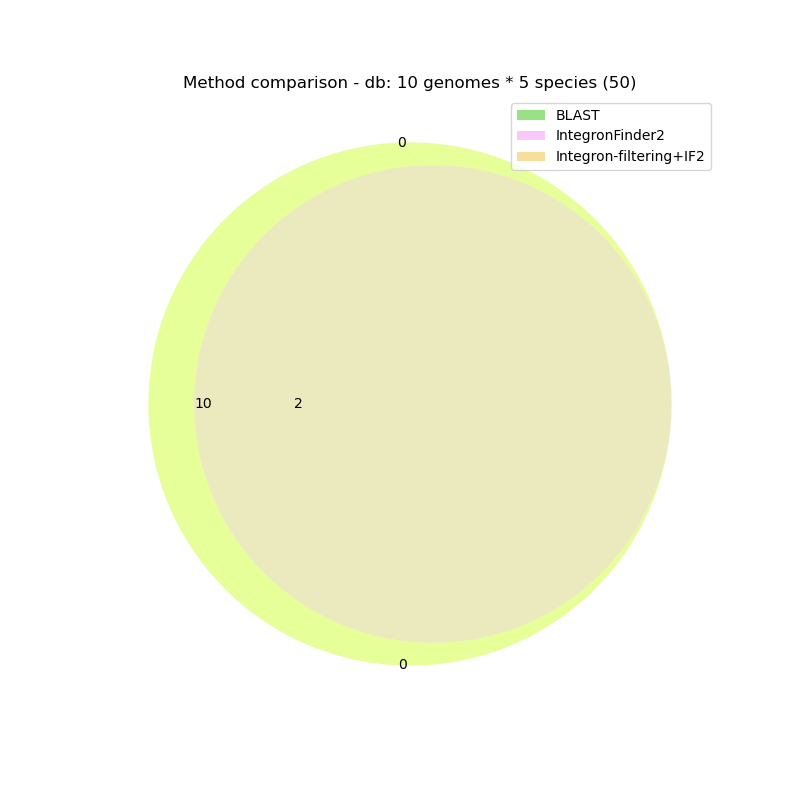 Method comparison - db: 10 genomes * 5 species (50)
BLAST
IntegronFinder2
Integron-filtering+IF2
0
10
2
0